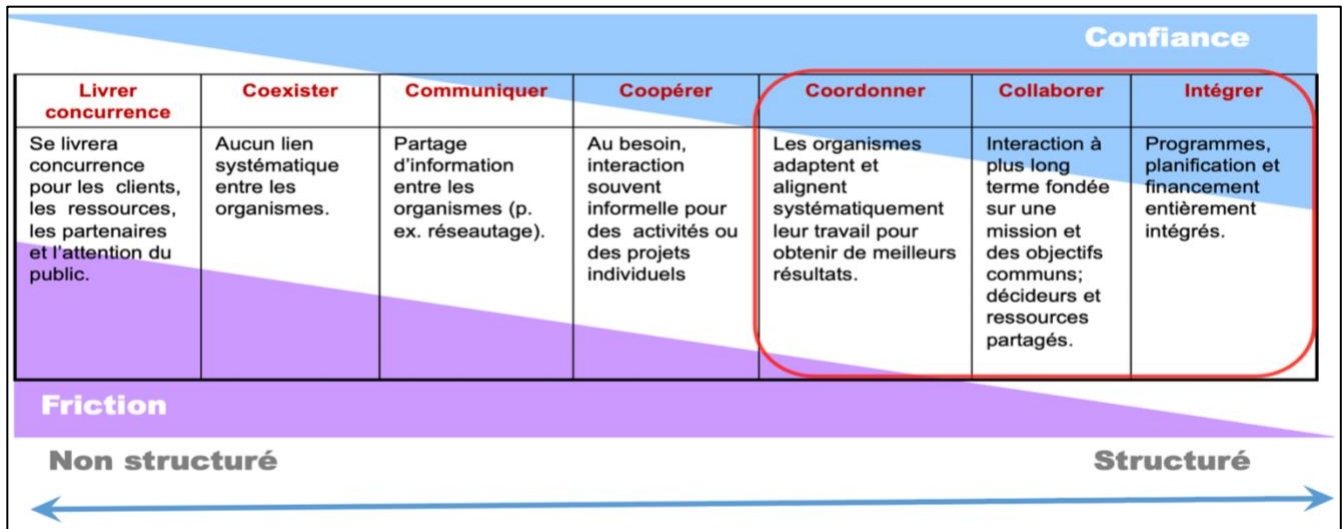 Confiance
Livrer
concurrence
Coexister
Communiquer
Coopérer
Coordonner
Collaborer
Intégrer
Se livrera
concurrence
pour les clients,
les ressources,
les partenaires
et l'attention du
public.
Aucun lien
systématique
entre les
organismes.
Partage
d'information
entre les
organismes (p.
ex. réseautage).
Au besoin,
interaction
souvent
informelle pour
des activités ou
des projets
individuels
Les organismes
adaptent et
alignent
systématiquement
leur travail pour
obtenir de meilleurs
résultats.
Interaction à
plus long
terme fondée
sur une
mission et
des objectifs
communs;
décideurs et
ressources
partagés.
Programmes,
planification et
financement
entièrement
intégrés.
Friction
Non structuré
Structuré